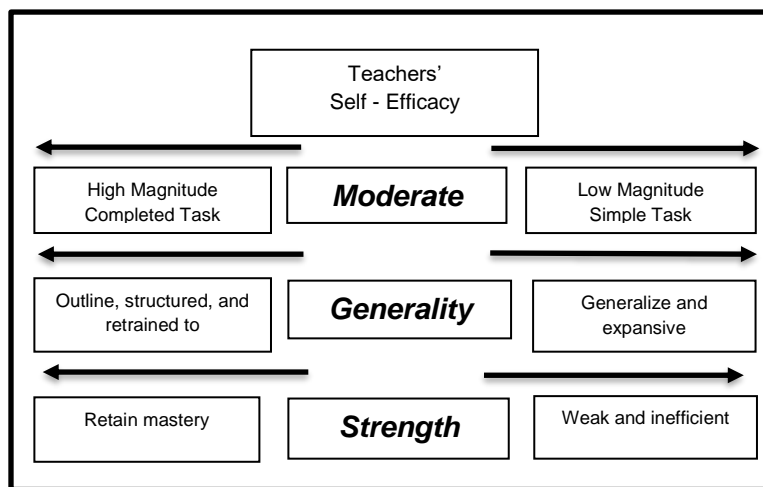 Teachers’
Self - Efficacy
High Magnitude
Completed Task
Moderate
Low Magnitude
Simple Task
Outline, structured, and
retrained to
Generality
Generalize and
expansive
Retain mastery
Strength
Weak and inefficient